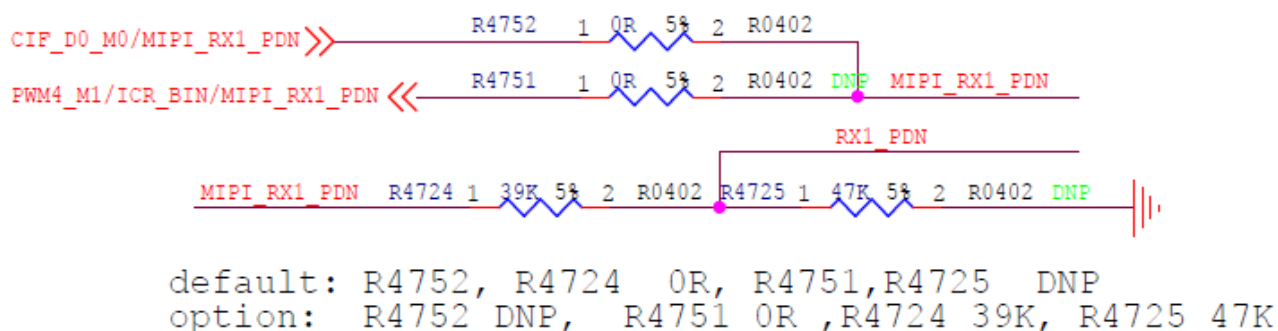 R4752 1 0R 5% 2 R0402
CIF_D0_M0/MIPI_RX1_PDN
R4751 1 0R 5% 2 R0402 DNP MIPI_RX1_PDN
PWM4_M1/ICR_BIN/MIPI_RX1_PDN
RX1_PDN
MIPI_RX1_PDN R4724 1 39K 5% 2 R0402 R4725 1 47K 5% 2 R0402 DNP
default: R4752, R4724 0R, R4751,R4725 DNP
option: R4752 DNP, R4751 0R ,R4724 39K, R4725 47K